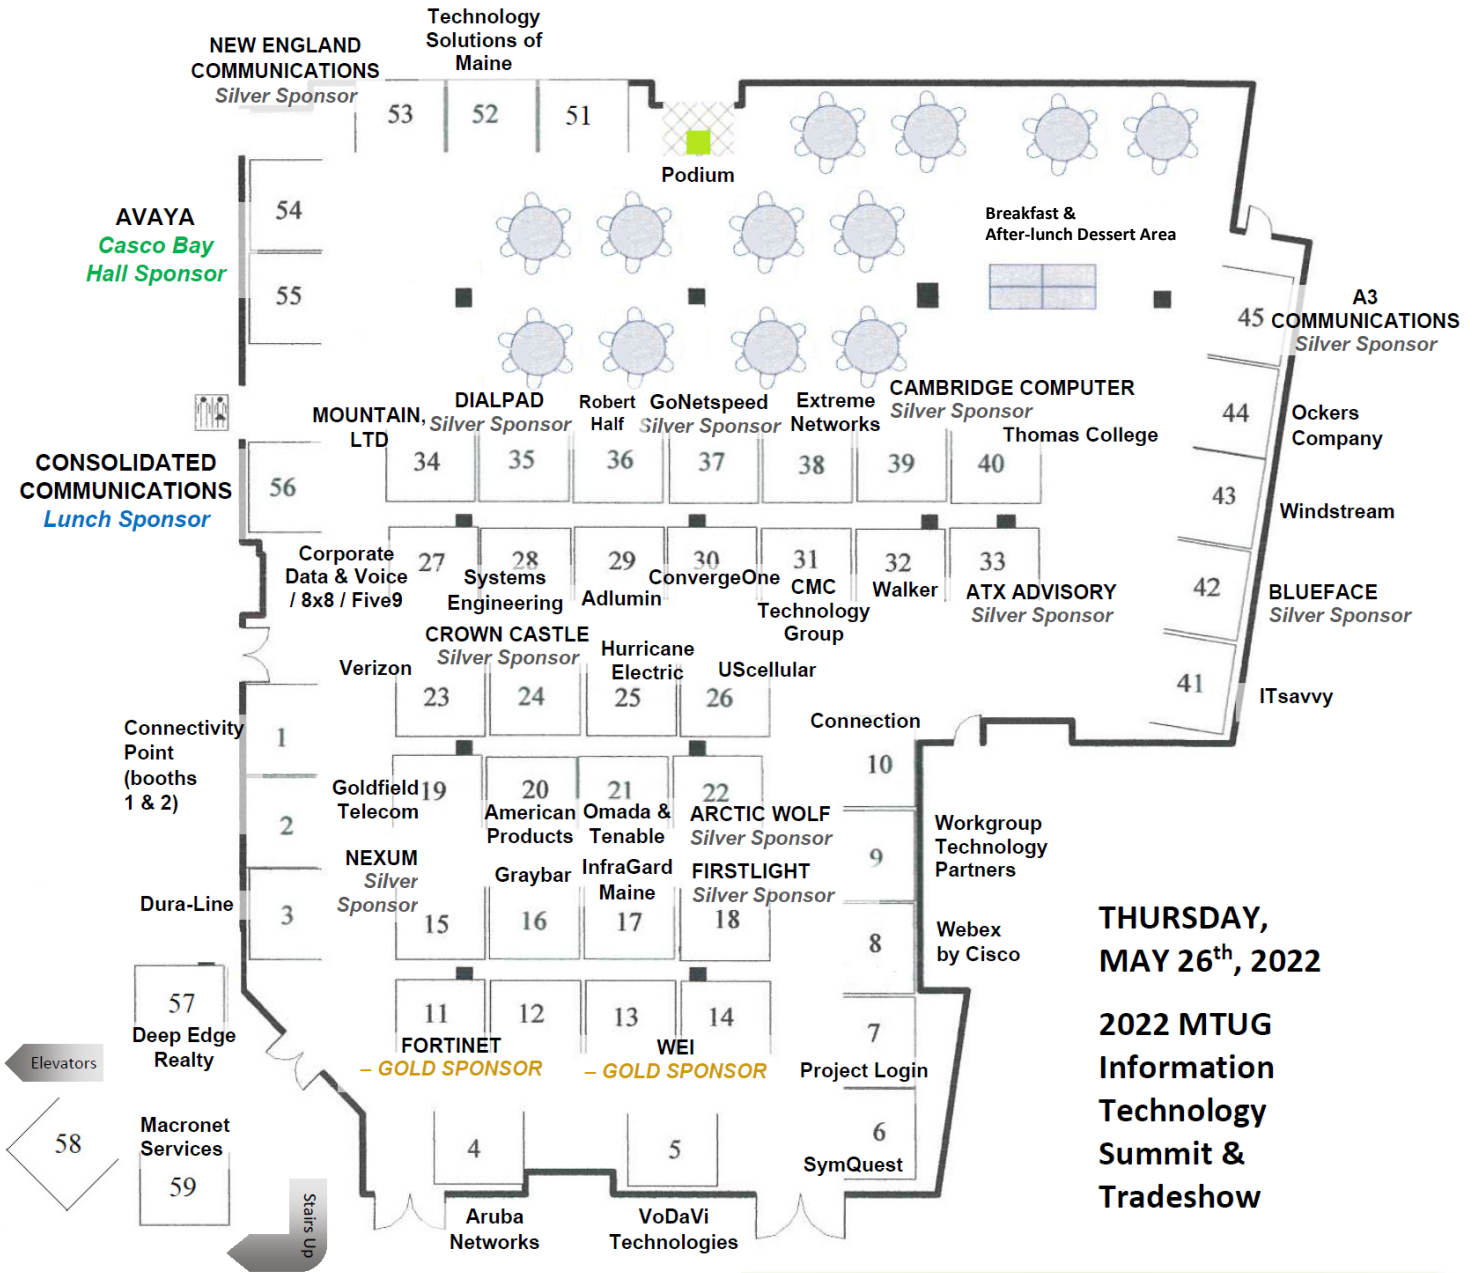 Technology
Solutions of
Maine
NEW ENGLAND
COMMUNICATIONS
Silver Sponsor
53
52
51
Podium
54
55
AVAYA
Casco Bay
Hall Sponsor
Breakfast &
After-lunch Dessert Area
45
A3
COMMUNICATIONS
Silver Sponsor
44
Ockers
Company
43
Windstream
42
BLUEFACE
Silver Sponsor
41
ITsavvy
MOUNTAIN,
LTD
DIALPAD
Silver Sponsor
Robert
Half
GoNetspeed
Silver Sponsor
Extreme
Networks
CAMBRIDGE COMPUTER
Silver Sponsor
Thomas College
34
35
36
37
38
39
40
CONSOLIDATED
COMMUNICATIONS
Lunch Sponsor
56
27
28
29
30
31
32
33
Corporate
Data & Voice
/ 8x8 / Five9
Systems
Engineering
Adlumin
ConvergeOne
CMC
Technology
Group
Walker
ATX ADVISORY
Silver Sponsor
Verizon
CROWN CASTLE
Silver Sponsor
Hurricane
Electric
UScellular
23
24
25
26
Connectivity
Point
(booths
1 & 2)
1
2
3
Dura-Line
19
20
21
22
Goldfield
Telecom
American
Products
Omada &
Tenable
ARCTIC WOLF
Silver Sponsor
NEXUM
Silver
Sponsor
Graybar
InfraGard
Maine
FIRSTLIGHT
Silver Sponsor
15
16
17
18
Connection
10
9
Workgroup
Technology
Partners
8
Webex
by Cisco
7
Project Login
6
SymQuest
11
12
13
14
FORTINET
– GOLD SPONSOR
WEI
– GOLD SPONSOR
4
5
Aruba
Networks
VoDaVi
Technologies
57
Deep Edge
Realty
Elevators
58
Macronet
Services
59
Stairs Up
THURSDAY,
MAY 26th, 2022
2022 MTUG
Information
Technology
Summit &
Tradeshow